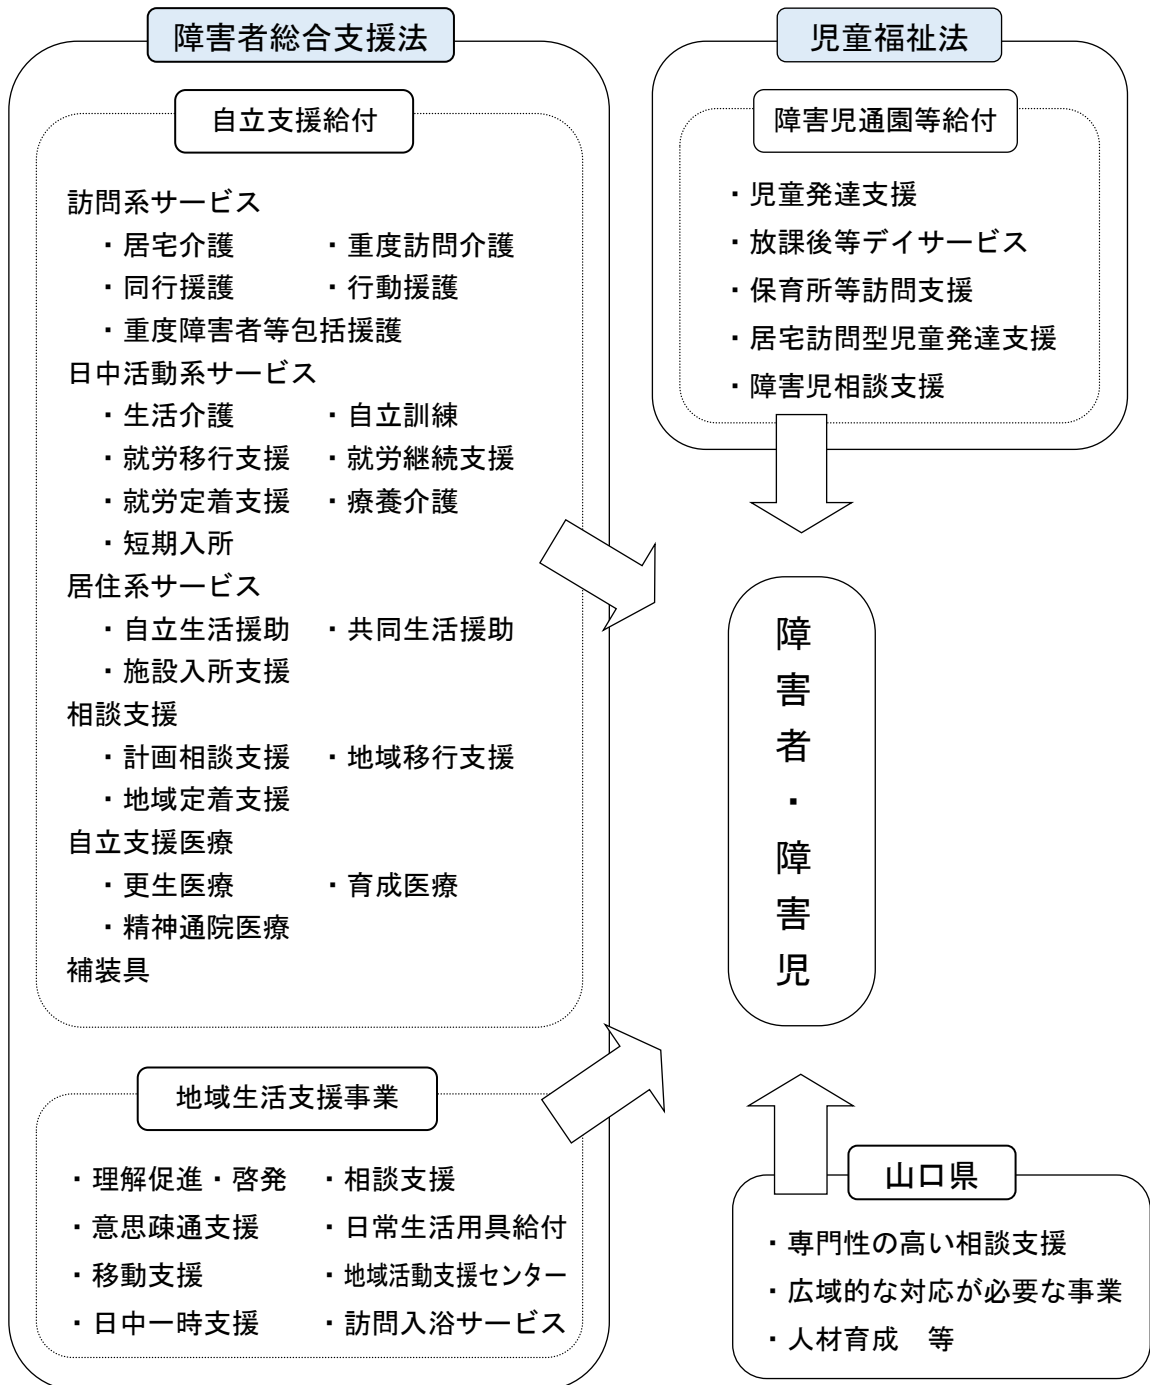 障害者総合支援法
自立支援給付
訪問系サービス
・居宅介護　・重度訪問介護
・同行援護　・行動援護
・重度障害者等包括援護
日中活動系サービス
・生活介護　・自立訓練
・就労移行支援　・就労継続支援
・就労定着支援　・療養介護
・短期入所
居住系サービス
・自立生活援助　・共同生活援助
・施設入所支援
相談支援
・計画相談支援　・地域移行支援
・地域定着支援
自立支援医療
・更生医療　・育成医療
・精神通院医療
補装具
地域生活支援事業
・理解促進・啓発　・相談支援
・意思疎通支援　・日常生活用具給付
・移動支援　・地域活動支援センター
・日中一時支援　・訪問入浴サービス
児童福祉法
障害児通園等給付
・児童発達支援
・放課後等デイサービス
・保育所等訪問支援
・居宅訪問型児童発達支援
・障害児相談支援
障害者・障害児
山口県
・専門性の高い相談支援
・広域的な対応が必要な事業
・人材育成　等